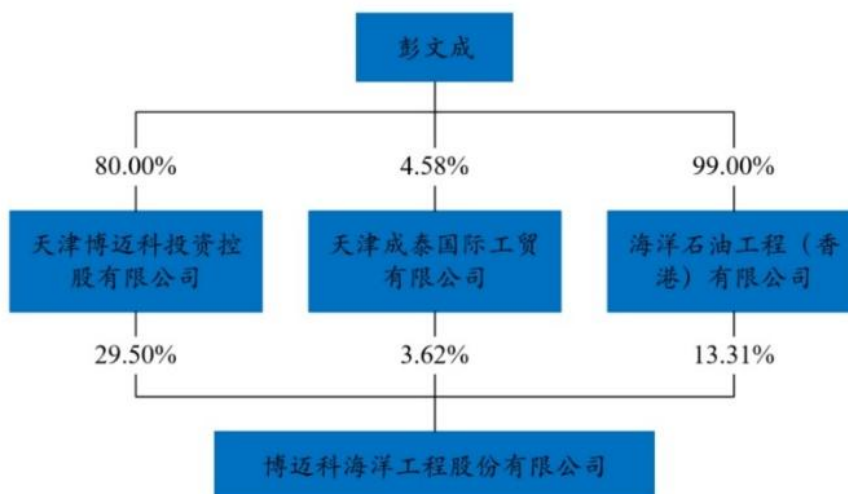 彭文成
80.00%
4.58%
99.00%
天津博迈科投资控
股有限公司
天津成泰国际工贸
有限公司
海洋石油工程（香
港）有限公司
29.50%
3.62%
13.31%
博迈科海洋工程股份有限公司